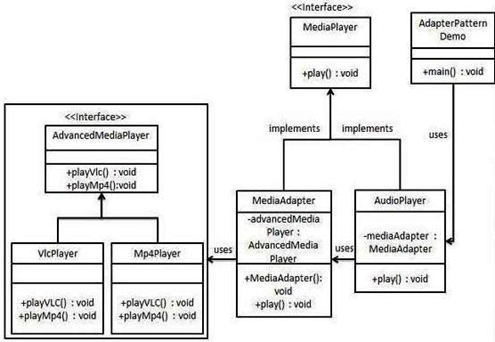 <<Interface>>
MediaPlayer
+play() : void
AdapterPattern
Demo
+main() : void
<<Interface>>
AdvancedMediaPlayer
+playVlc() : void
+playMp4():void
implements
implements
uses
VlcPlayer
+playVLC() : void
+playMp4() : void
Mp4Player
+playVLC() : void
+playMp4() : void
uses
MediaAdapter
-advancedMedia
Player :
AdvancedMedia
Player
+MediaAdapter():
void
+play() : void
uses
AudioPlayer
-mediaAdapter :
MediaAdapter
+play() : void